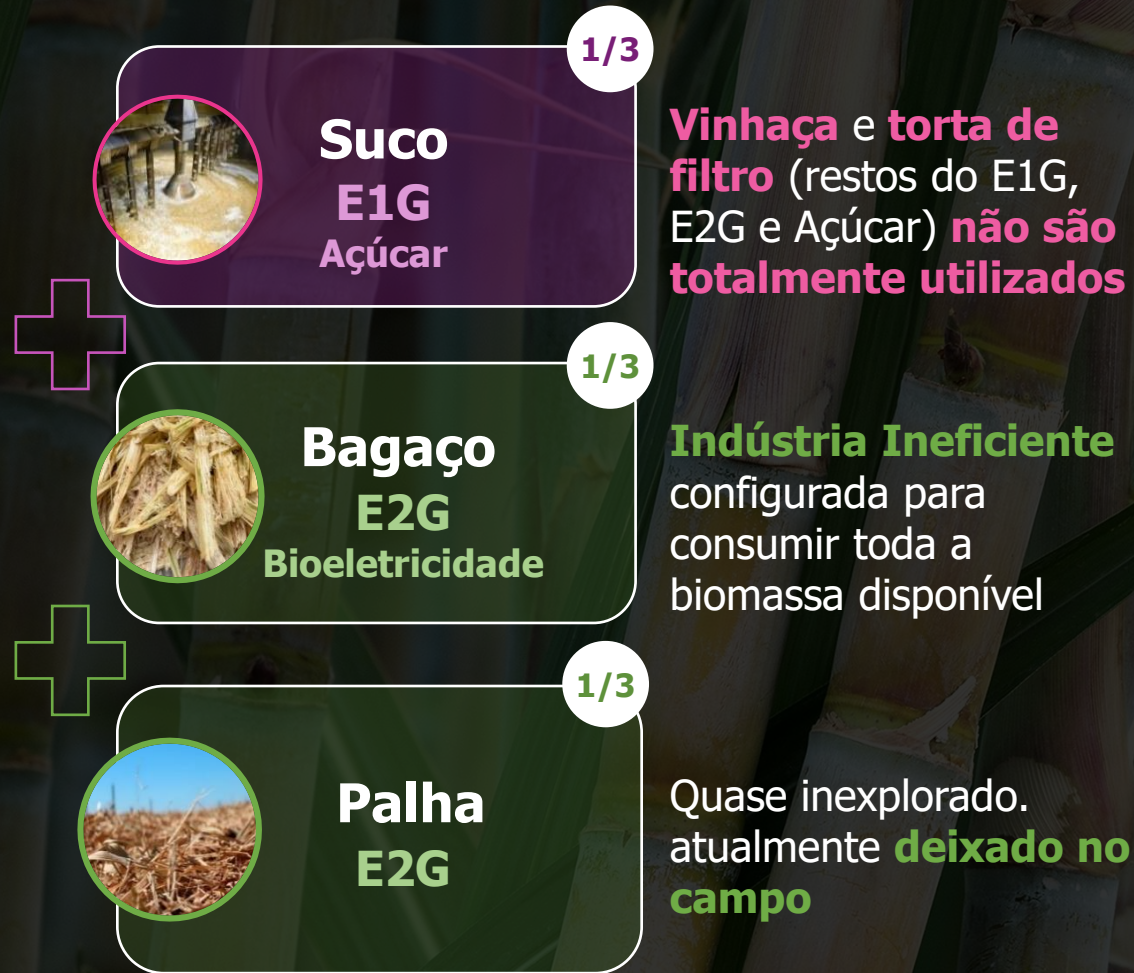 1/3
Suco
E1G
Açúcar
Vinhaça e torta de
filtro (restos do E1G,
E2G e Açúcar) não são
totalmente utilizados
1/3
Bagaço
E2G
Bioeletricidade
Indústria Ineficiente
configurada para
consumir toda a
biomassa disponível
1/3
Palha
E2G
Quase inexplorado.
atualmente deixado no
campo